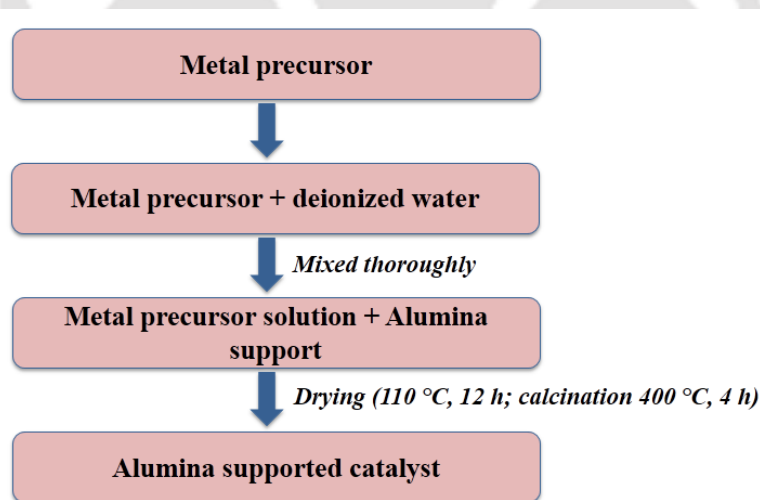 Metal precursor
Metal precursor + deionized water
Mixed thoroughly
Metal precursor solution + Alumina
support
Drying (110 °C, 12 h; calcination 400 °C, 4 h)
Alumina supported catalyst